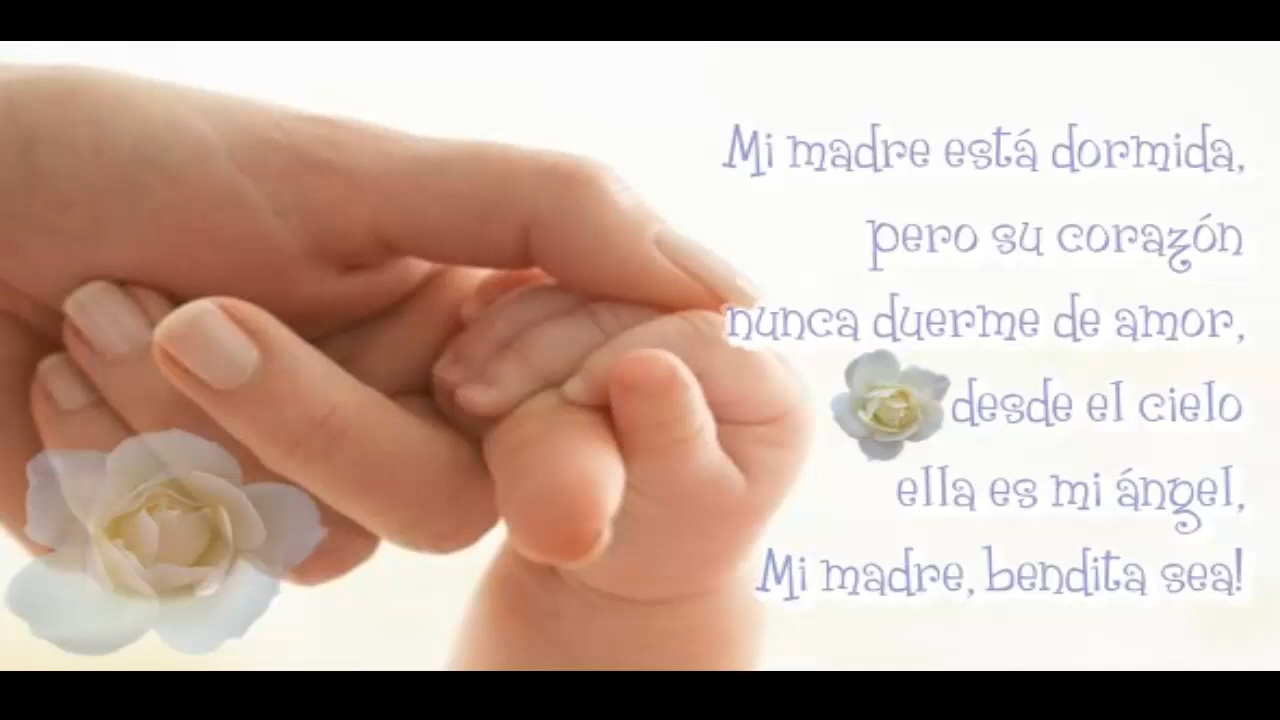 Mi madre está dormida,
pero su corazón
nunca duerme de amor,
desde el cielo
ella es mi ángel,
Mi madre, bendita sea!